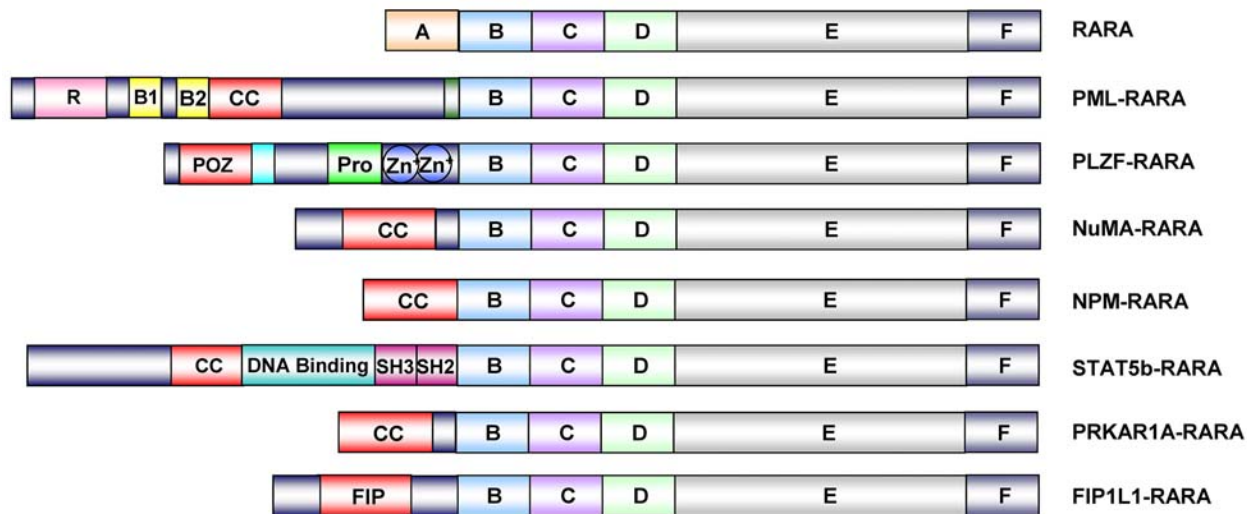 A B C D E F RARA
R B1 B2 CC B C D E F PML-RARA
POZ Pro Zn+ Zn+ B C D E F PLZF-RARA
CC B C D E F NuMA-RARA
CC B C D E F NPM-RARA
CC DNA Binding SH3 SH2 B C D E F STAT5b-RARA
CC B C D E F PRKAR1A-RARA
FIP B C D E F FIP1L1-RARA